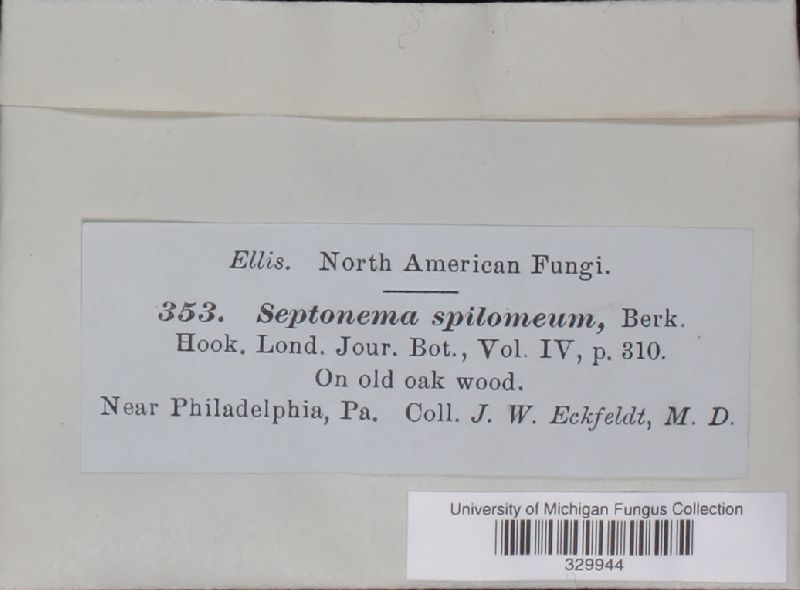 Ellis. North American Fungi.
353. Septonema spilomeum, Berk.
Hook. Lond. Jour. Bot., Vol. IV, p. 310.
On old oak wood.
Near Philadelphia, Pa. Coll. J. W. Eckfeldt, M. D.
University of Michigan Fungus Collection
329944